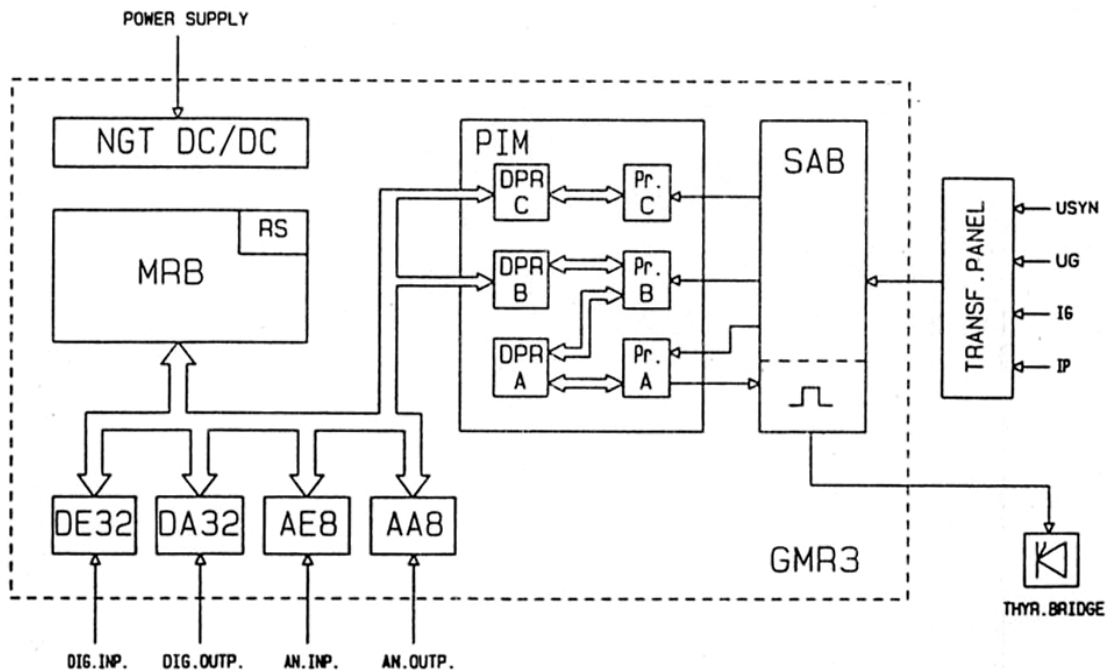 POWER SUPPLY
NGT DC/DC
PIM
SAB
DPR
C
Pr.
C
RS
MRB
DPR
B
Pr.
B
DPR
A
Pr.
A
TRANSF.PANEL
USYN
UG
IG
IP
DE32
DA32
AE8
AA8
GMR3
THYR.BRIDGE
DIG.INP.
DIG.OUTP.
AN.INP.
AN.OUTP.